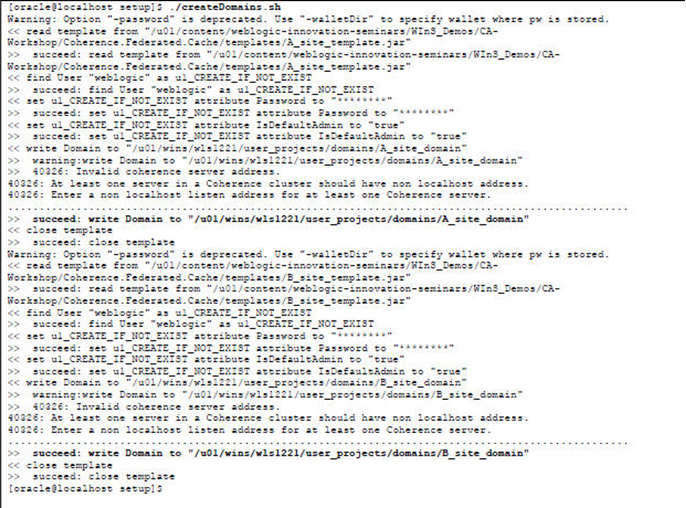 [oracle@localhost setup]$ ./createDomains.sh
Warning: Option "-password" is deprecated. Use "-walletDir" to specify wallet where pw is stored.
<< read template from "/u01/content/weblogic-innovation-seminars/WInS_Demos/CA-
Workshop/Coherence.Federated.Cache/templates/A_site_template.jar"
>>  succeed: read template from "/u01/content/weblogic-innovation-seminars/WInS_Demos/CA-
Workshop/Coherence.Federated.Cache/templates/A_site_template.jar"
<< find User "weblogic" as u1_CREATE_IF_NOT_EXIST
>>  succeed: find User "weblogic" as u1_CREATE_IF_NOT_EXIST
<< set u1_CREATE_IF_NOT_EXIST attribute Password to "********"
>>  succeed: set u1_CREATE_IF_NOT_EXIST attribute Password to "********"
<< set u1_CREATE_IF_NOT_EXIST attribute IsDefaultAdmin to "true"
>>  succeed: set u1_CREATE_IF_NOT_EXIST attribute IsDefaultAdmin to "true"
<< write Domain to "/u01/wins/wls1221/user_projects/domains/A_site_domain"
>>  warning:write Domain to "/u01/wins/wls1221/user_projects/domains/A_site_domain"
>>  40326: Invalid coherence server address.
40326: At least one server in a Coherence cluster should have non localhost address.
40326: Enter a non localhost listen address for at least one Coherence server.
....................................................................................................
>>  succeed: write Domain to "/u01/wins/wls1221/user_projects/domains/A_site_domain"
<< close template
>>  succeed: close template
Warning: Option "-password" is deprecated. Use "-walletDir" to specify wallet where pw is stored.
<< read template from "/u01/content/weblogic-innovation-seminars/WInS_Demos/CA-
Workshop/Coherence.Federated.Cache/templates/B_site_template.jar"
>>  succeed: read template from "/u01/content/weblogic-innovation-seminars/WInS_Demos/CA-
Workshop/Coherence.Federated.Cache/templates/B_site_template.jar"
<< find User "weblogic" as u1_CREATE_IF_NOT_EXIST
>>  succeed: find User "weblogic" as u1_CREATE_IF_NOT_EXIST
<< set u1_CREATE_IF_NOT_EXIST attribute Password to "********"
>>  succeed: set u1_CREATE_IF_NOT_EXIST attribute Password to "********"
<< set u1_CREATE_IF_NOT_EXIST attribute IsDefaultAdmin to "true"
>>  succeed: set u1_CREATE_IF_NOT_EXIST attribute IsDefaultAdmin to "true"
<< write Domain to "/u01/wins/wls1221/user_projects/domains/B_site_domain"
>>  warning:write Domain to "/u01/wins/wls1221/user_projects/domains/B_site_domain"
>>  40326: Invalid coherence server address.
40326: At least one server in a Coherence cluster should have non localhost address.
40326: Enter a non localhost listen address for at least one Coherence server.
....................................................................................................
>>  succeed: write Domain to "/u01/wins/wls1221/user_projects/domains/B_site_domain"
<< close template
>>  succeed: close template
[oracle@localhost setup]$